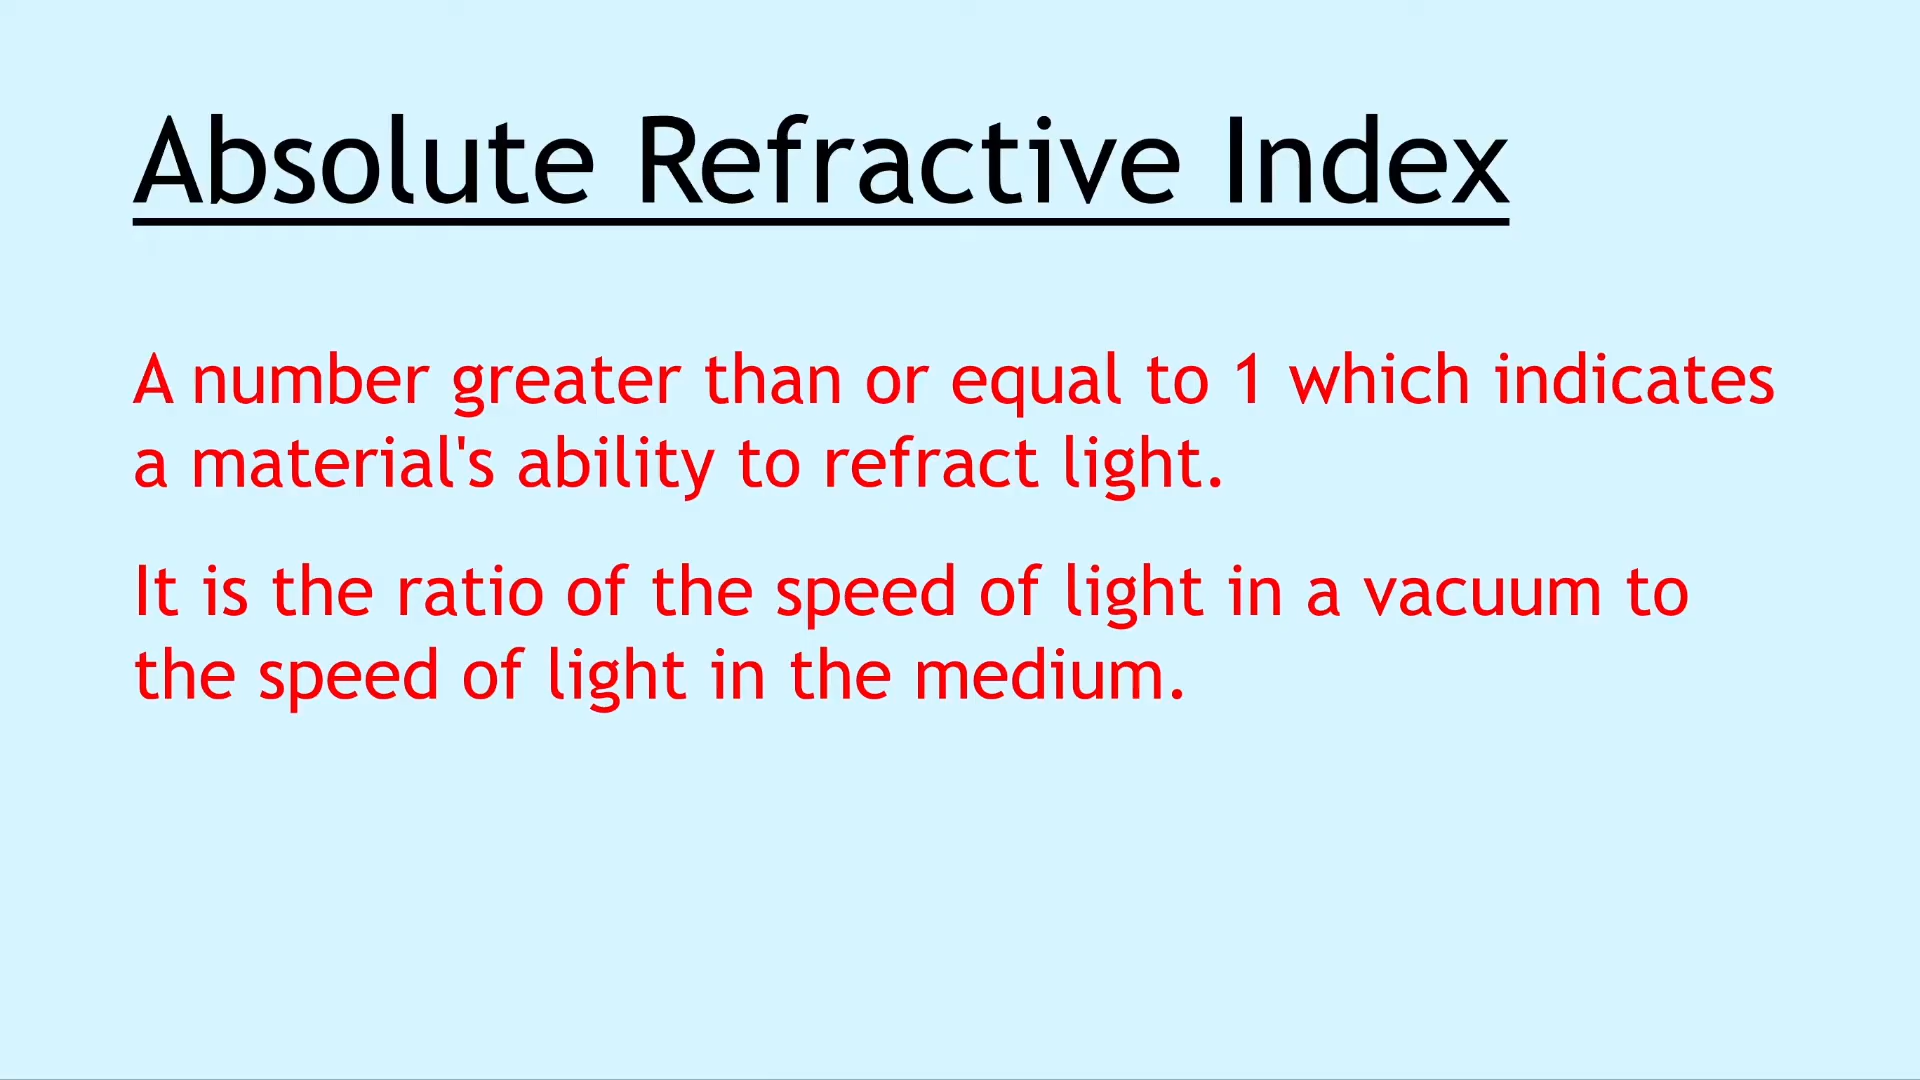 Absolute Refractive Index
A number greater than or equal to 1 which indicates
a material's ability to refract light.
It is the ratio of the speed of light in a vacuum to
the speed of light in the medium.